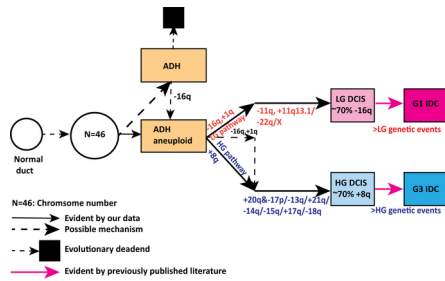 ADH
-16q
N=46
ADH
aneuploid
-16q,+1q
LG pathway
HG pathway
+8q
-16q,+1q
-11q, +11q13.1/
-22q/X
LG DCIS
~70% -16q
G1 IDC
>LG genetic events
Normal
duct
+20q&-17p/-13q/+21q/
-14q/-15q/+17q/-18q
HG DCIS
~70% +8q
G3 IDC
>HG genetic events
N=46: Chromsome number
Evident by our data
Possible mechanism
Evolutionary deadend
Evident by previously published literature